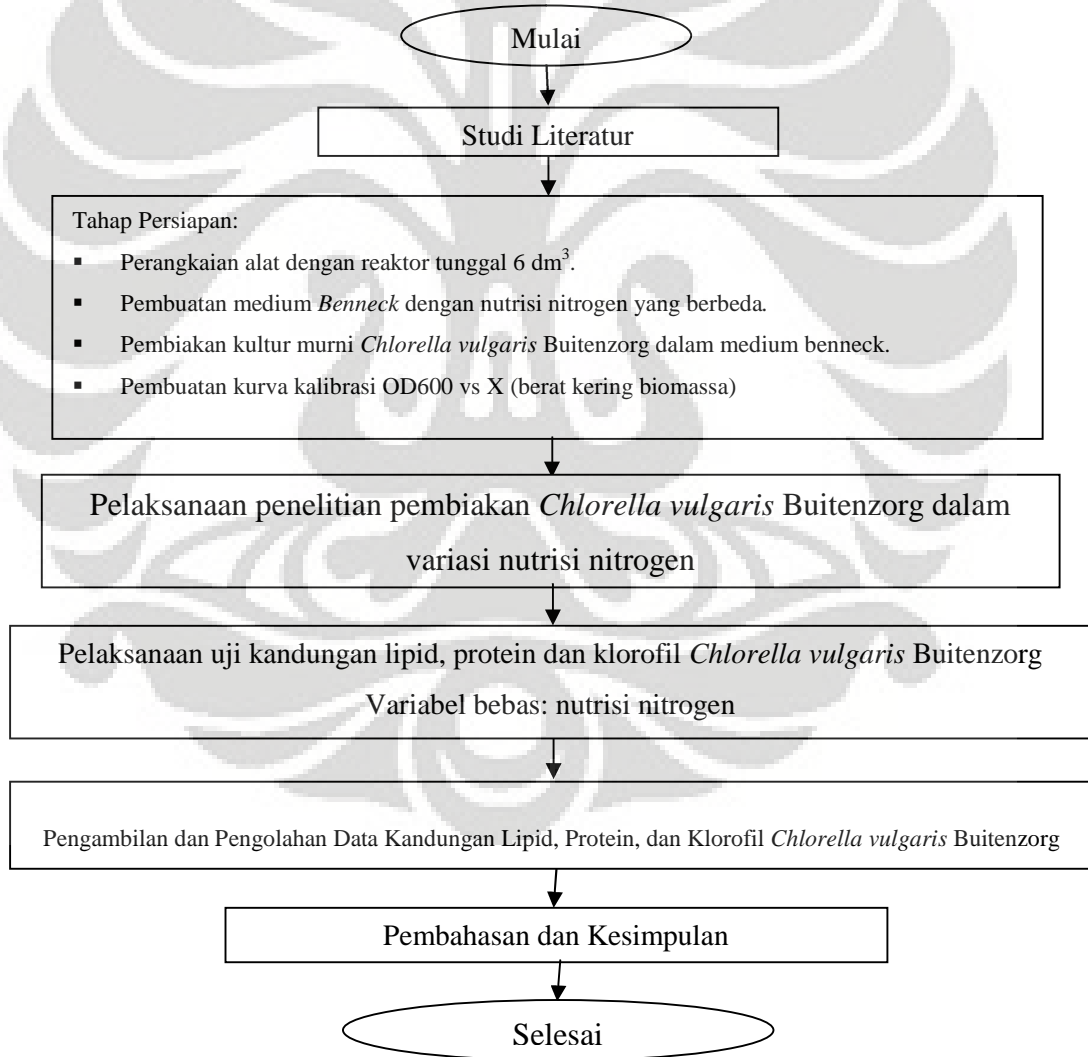 Mulai
Studi Literatur
Tahap Persiapan:
▪ Perangkaian alat dengan reaktor tunggal 6 dm³.
▪ Pembuatan medium Benneck dengan nutrisi nitrogen yang berbeda.
▪ Pembiakan kultur murni Chlorella vulgaris Buitenzorg dalam medium benneck.
▪ Pembuatan kurva kalibrasi OD600 vs X (berat kering biomassa)
Pelaksanaan penelitian pembiakan Chlorella vulgaris Buitenzorg dalam
variasi nutrisi nitrogen
Pelaksanaan uji kandungan lipid, protein dan klorofil Chlorella vulgaris Buitenzorg
Variabel bebas: nutrisi nitrogen
Pengambilan dan Pengolahan Data Kandungan Lipid, Protein, dan Klorofil Chlorella vulgaris Buitenzorg
Pembahasan dan Kesimpulan
Selesai